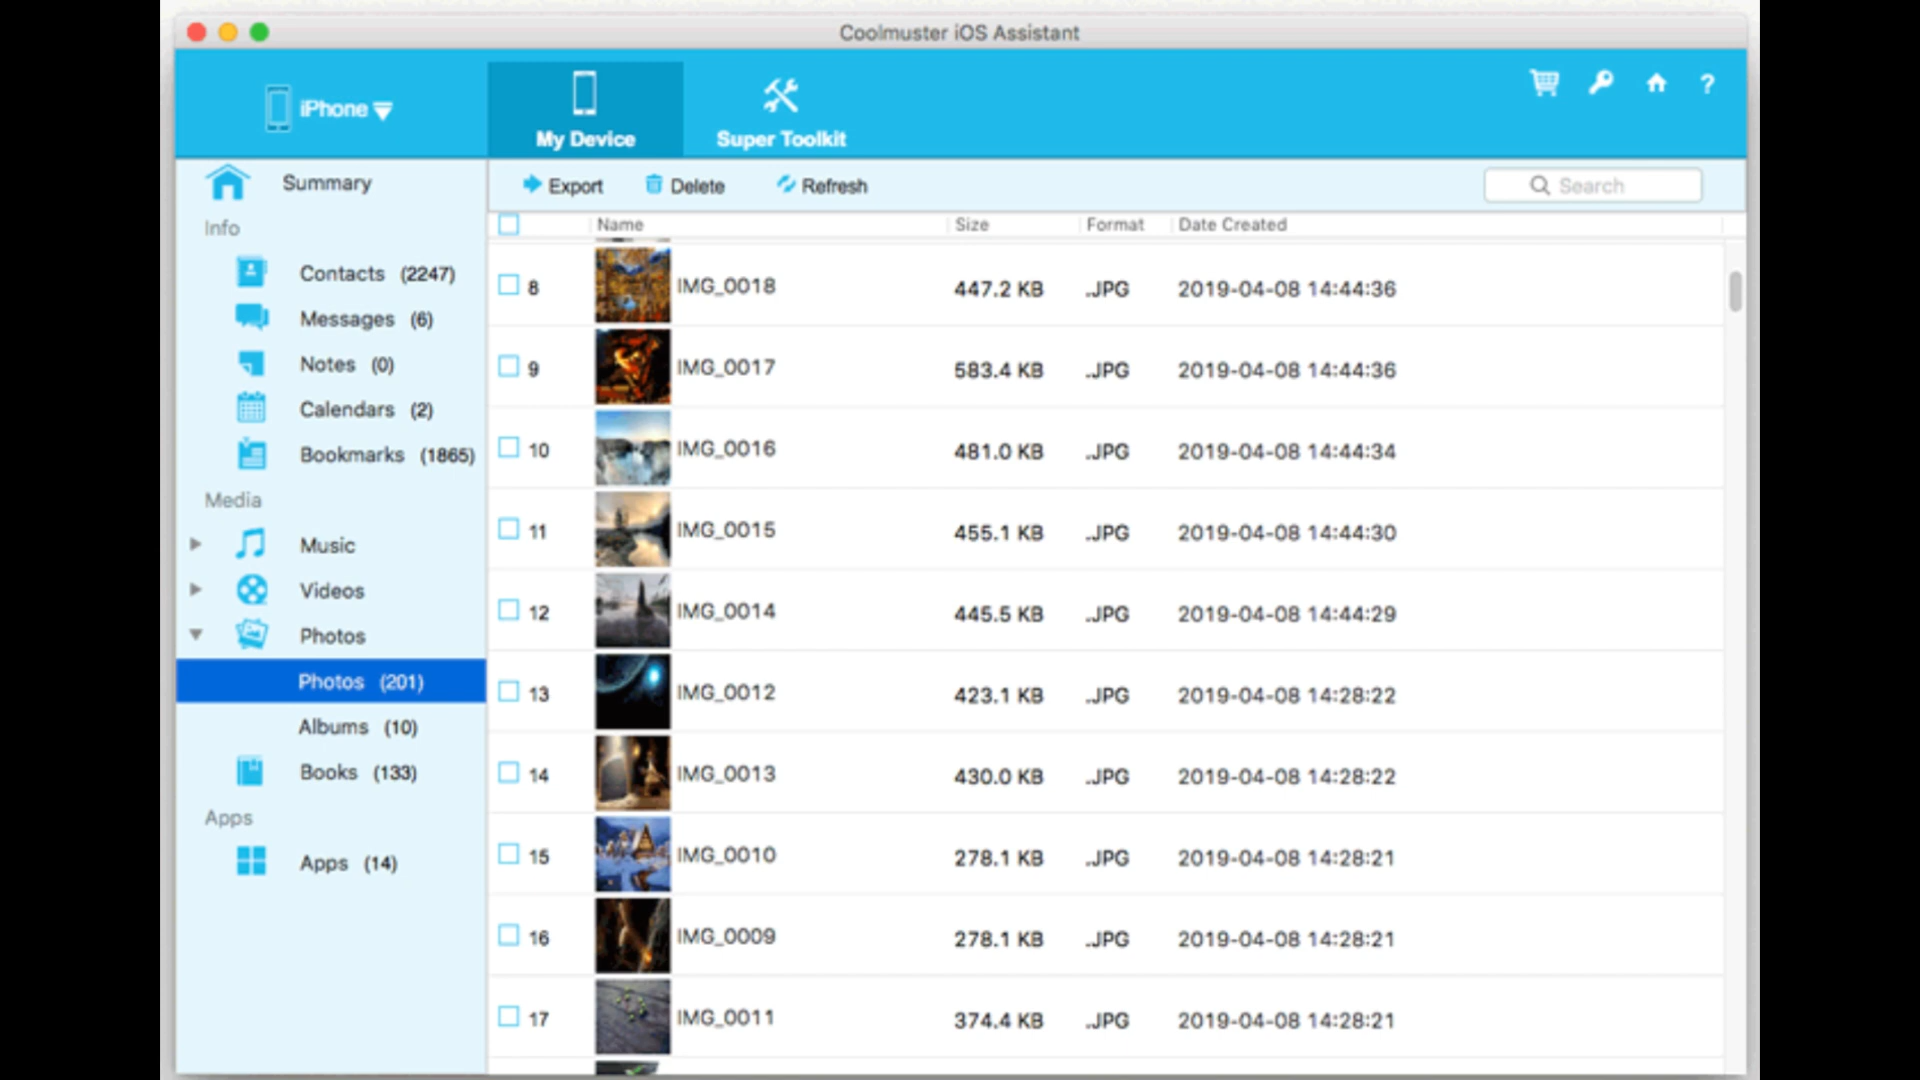 Coolmuster iOS Assistant
iPhone
My Device
Super Toolkit
?
Summary
Info
Contacts (2247)
Messages (6)
Notes (0)
Calendars (2)
Bookmarks (1865)
Media
Music
Videos
Photos
Photos (201)
Albums (10)
Books (133)
Apps
Apps (14)
Export Delete Refresh Search
Name Size Format Date Created
8 IMG_0018 447.2 KB .JPG 2019-04-08 14:44:36
9 IMG_0017 583.4 KB .JPG 2019-04-08 14:44:36
10 IMG_0016 481.0 KB .JPG 2019-04-08 14:44:34
11 IMG_0015 455.1 KB .JPG 2019-04-08 14:44:30
12 IMG_0014 445.5 KB .JPG 2019-04-08 14:44:29
13 IMG_0012 423.1 KB .JPG 2019-04-08 14:28:22
14 IMG_0013 430.0 KB .JPG 2019-04-08 14:28:22
15 IMG_0010 278.1 KB .JPG 2019-04-08 14:28:21
16 IMG_0009 278.1 KB .JPG 2019-04-08 14:28:21
17 IMG_0011 374.4 KB .JPG 2019-04-08 14:28:21